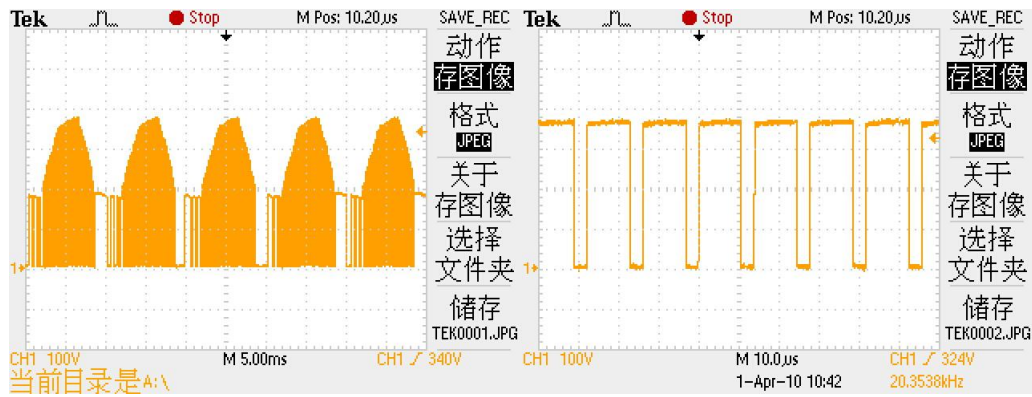 Tek Stop M Pos: 10.20us SAVE_REC
动作
存图像
格式
JPEG
关于
存图像
选择
文件夹
储存
TEK0001.JPG
1
CH1 100V M 5.00ms CH1 340V
当前目录是A:\
Tek Stop M Pos: 10.20us SAVE_REC
动作
存图像
格式
JPEG
关于
存图像
选择
文件夹
储存
TEK0002.JPG
1
CH1 100V M 10.0us CH1 324V
1-Apr-10 10:42 20.3538kHz